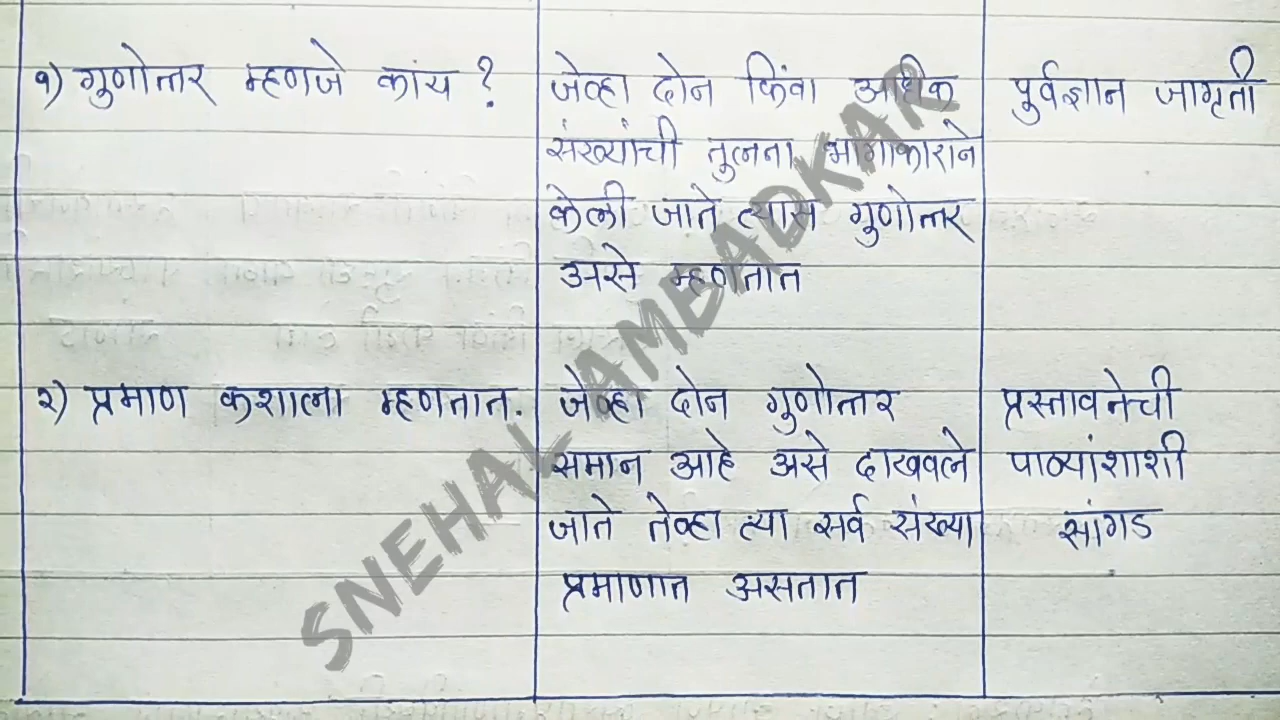 १) गुणोत्तर म्हणजे कांय ?
जेव्हा दोन किंवा अधीक
संख्यांची तुलना भागाकाराने
केली जाते त्यास गुणोत्तर
असे म्हणतात
पुर्वज्ञान जागृती
२) प्रमाण कशाला म्हणतात.
जेव्हा दोन गुणोत्तर
समान आहे असे दाखवले
जाते तेव्हा त्या सर्व संख्या
प्रमाणात असतात
प्रस्तावनेची
पाठ्यांशाशी
सांगड
SNEHAL AMBADKAR